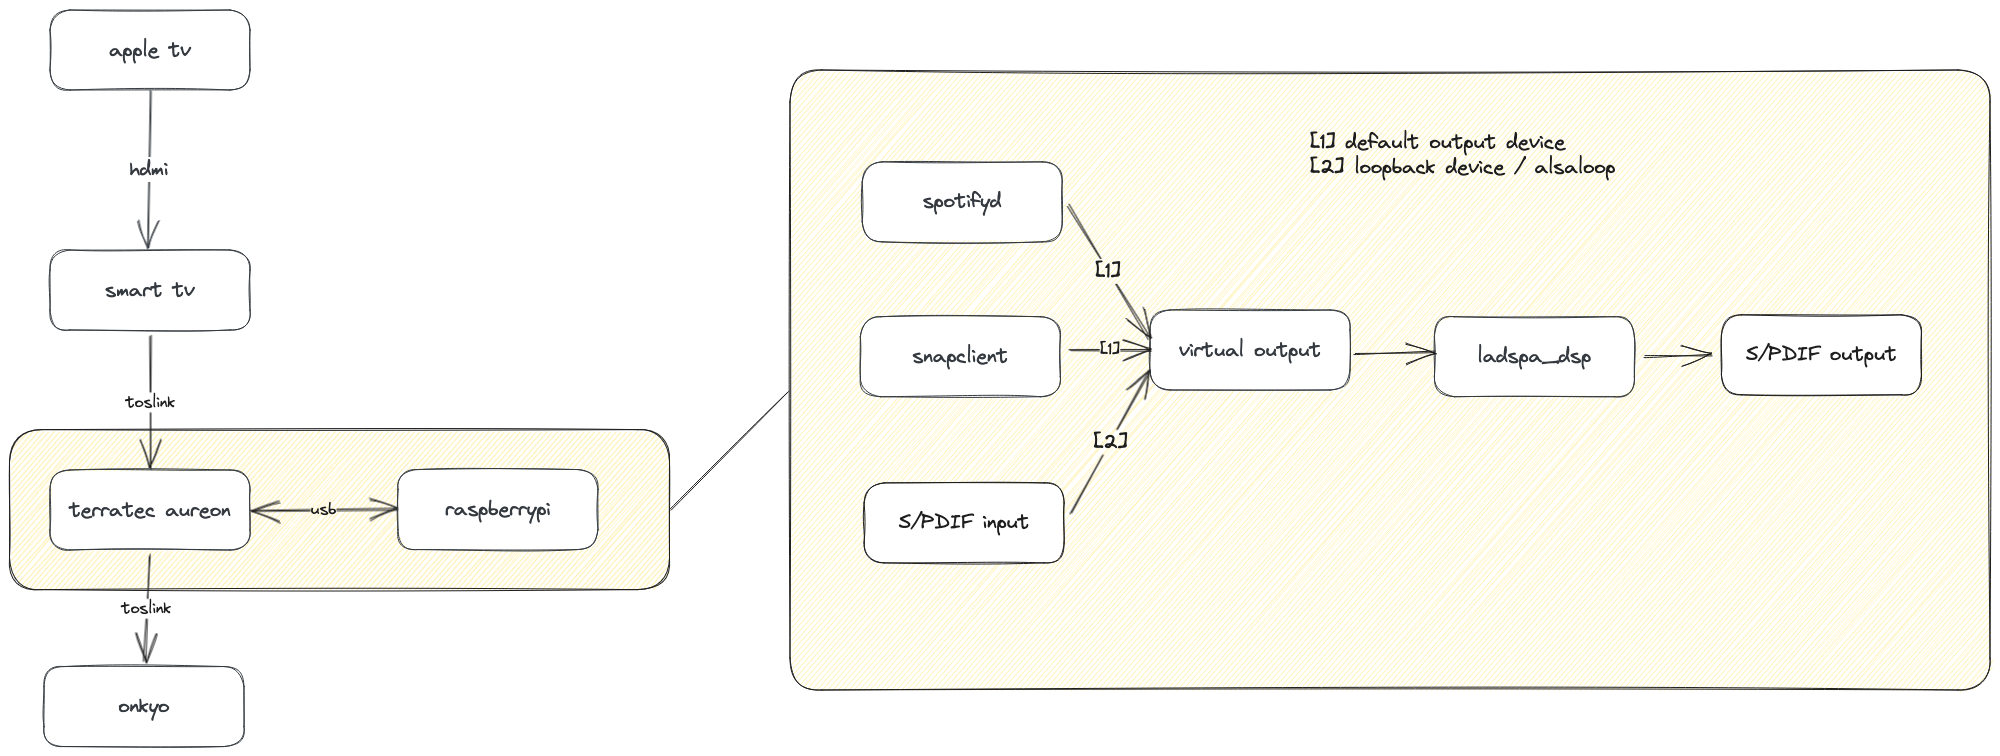 apple tv
hdmi
smart tv
toslink
terratec aureon
usb
raspberrypi
toslink
onkyo
[1] default output device
[2] loopback device / alsaloop
spotifyd
[1]
snapclient
[1]
virtual output
ladspa_dsp
S/PDIF output
[2]
S/PDIF input